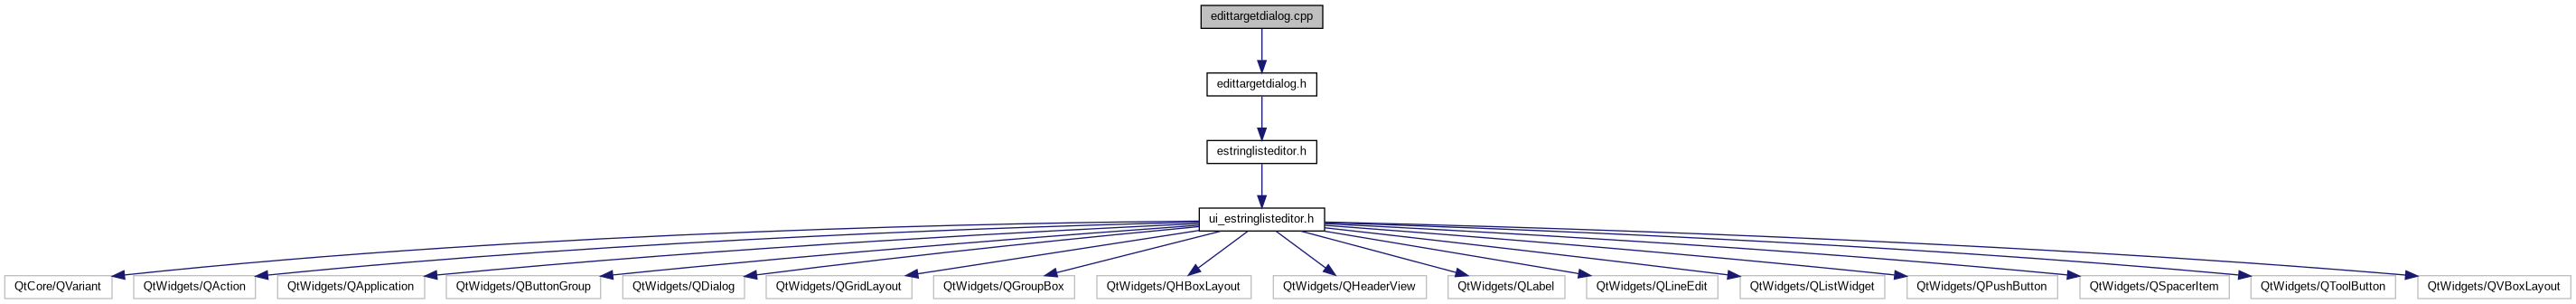 edittargetdialog.cpp
edittargetdialog.h
estringlisteditor.h
ui_estringlisteditor.h
QtCore/QVariant
QtWidgets/QAction
QtWidgets/QApplication
QtWidgets/QButtonGroup
QtWidgets/QDialog
QtWidgets/QGridLayout
QtWidgets/QGroupBox
QtWidgets/QHBoxLayout
QtWidgets/QHeaderView
QtWidgets/QLabel
QtWidgets/QLineEdit
QtWidgets/QListWidget
QtWidgets/QPushButton
QtWidgets/QSpacerItem
QtWidgets/QToolButton
QtWidgets/QVBoxLayout